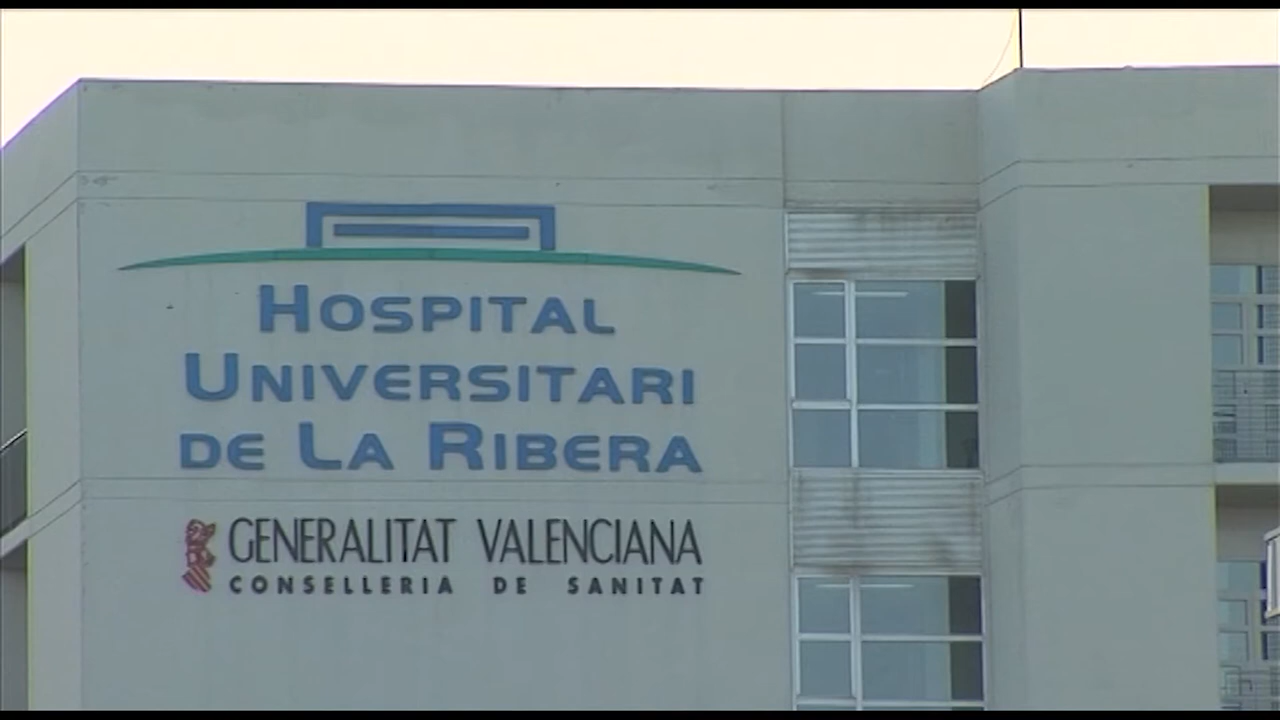 HOSPITAL
UNIVERSITARI
DE LA RIBERA
GENERALITAT VALENCIANA
CONSELLERIA DE SANITAT